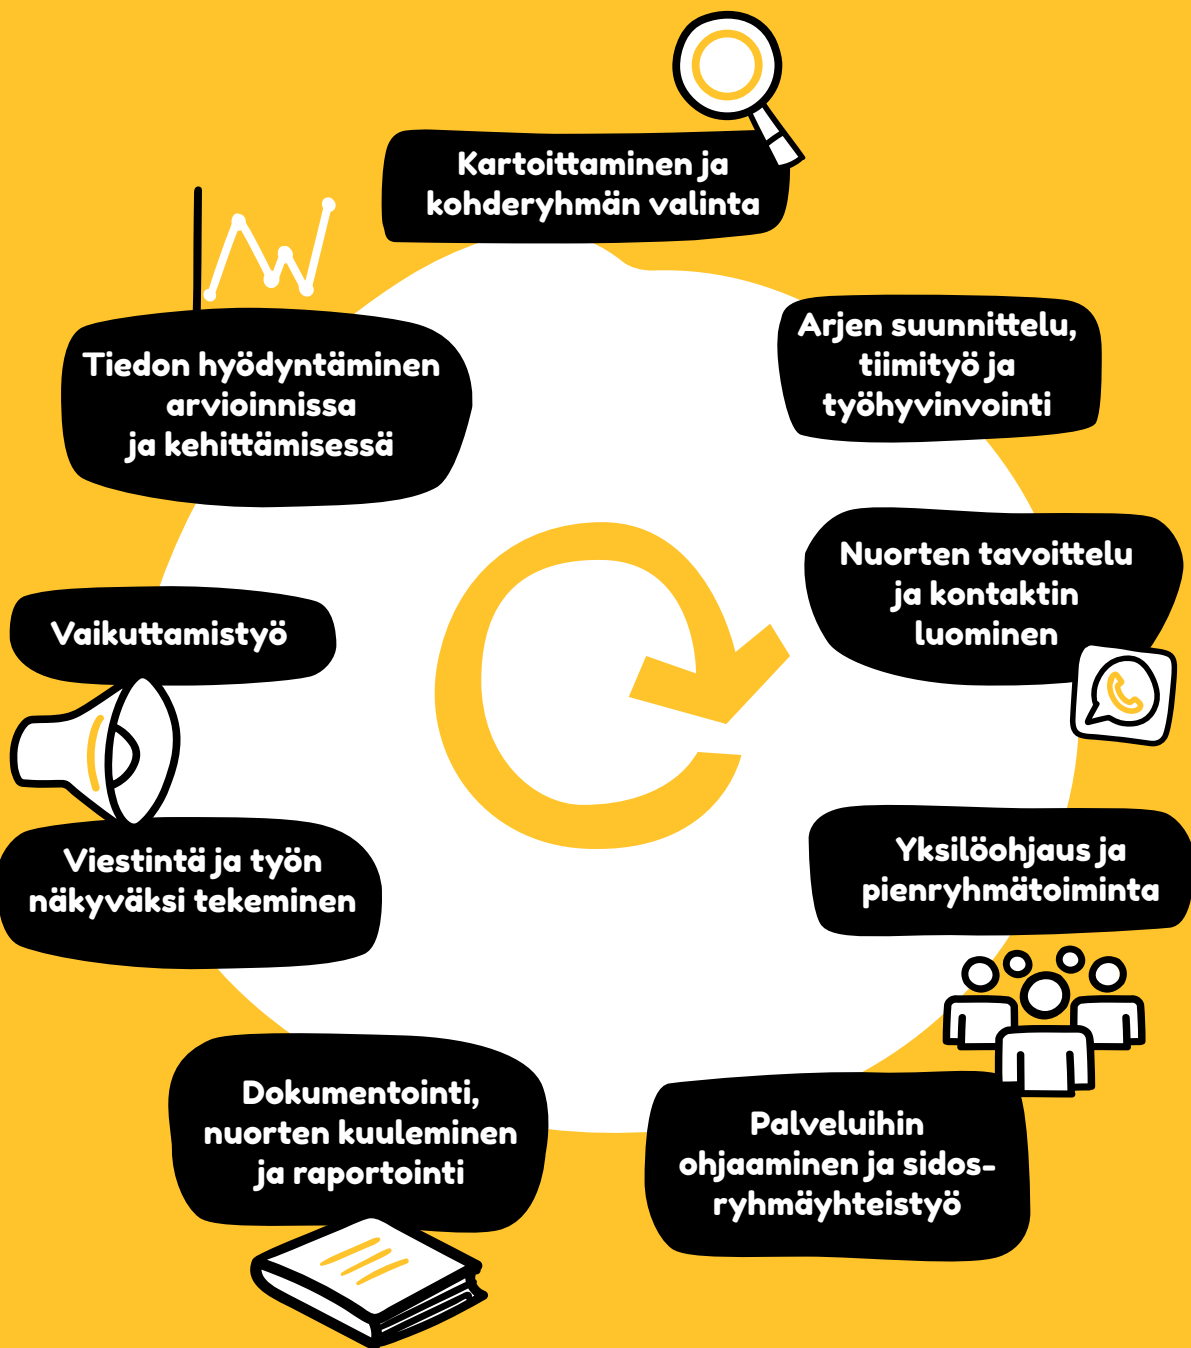 Kartoittaminen ja
kohderyhmän valinta
Arjen suunnittelu,
tiimityö ja
työhyvinvointi
Nuorten tavoittelu
ja kontaktin
luominen
Yksilöohjaus ja
pienryhmätoiminta
Palveluihin
ohjaaminen ja sidos-
ryhmäyhteistyö
Dokumentointi,
nuorten kuuleminen
ja raportointi
Viestintä ja työn
näkyväksi tekeminen
Vaikuttamistyö
Tiedon hyödyntäminen
arvioinnissa
ja kehittämisessä